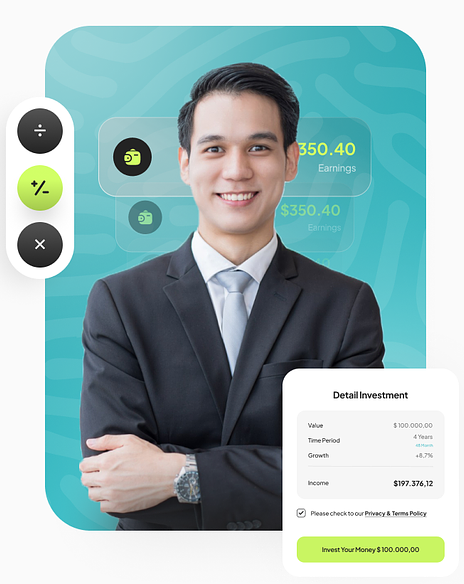 ÷
+/-
×
350.40
Earnings
$350.40
Earnings
Detail Investment
Value $ 100.000,00
Time Period 4 Years
Growth +8,7%
Income $197.376,12
Please check to our Privacy & Terms Policy
Invest Your Money $ 100.000,00